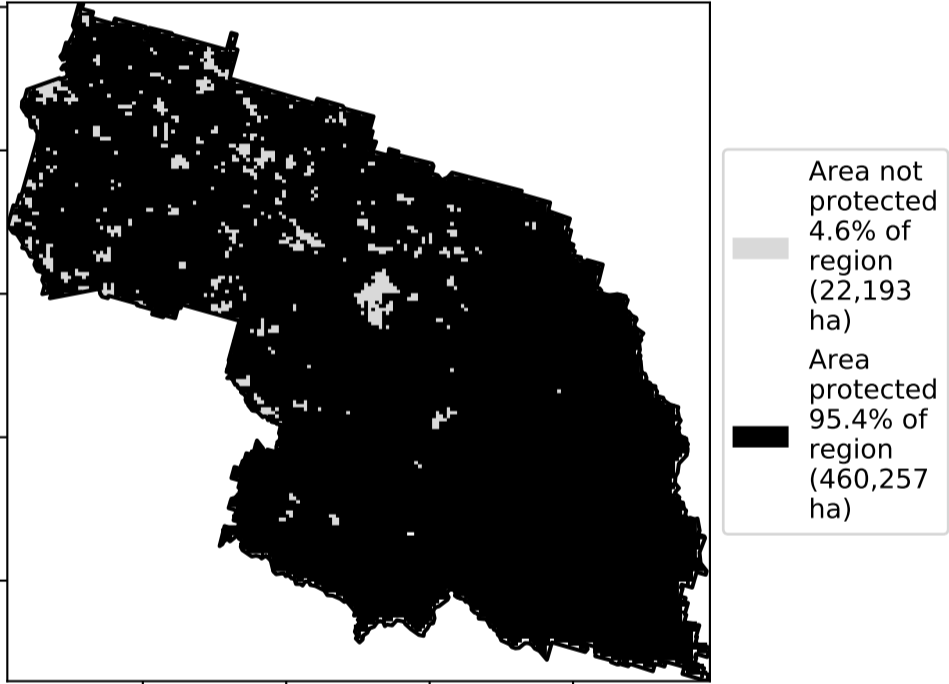 Area not
protected
4.6% of
region
(22,193
ha)
Area
protected
95.4% of
region
(460,257
ha)